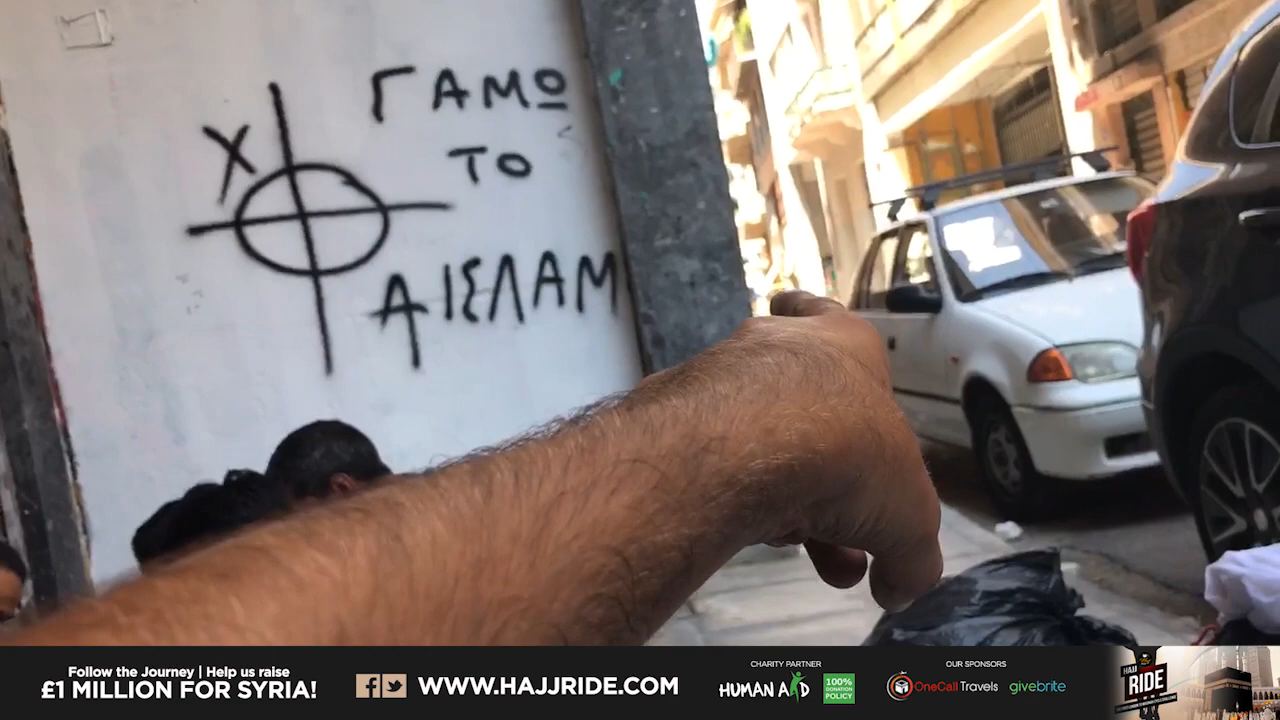 X
ΓΑΜΩ
ΤΟ
ΑΙΣΛΑΜ
Follow the Journey | Help us raise
£1 MILLION FOR SYRIA!
WWW.HAJJRIDE.COM
CHARITY PARTNER
HUMAN AID
100%
DONATION
POLICY
OUR SPONSORS
OneCall Travels
givebrite
HAJJ
RIDE